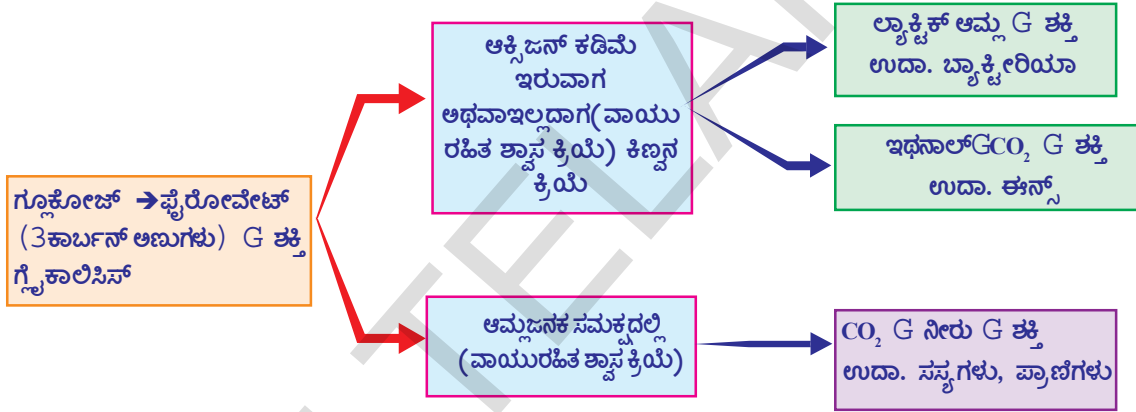 ಗ್ಲೂಕೋಜ್ ➔ಫೈರೋವೇಟ್
(3ಕಾರ್ಬನ್ ಅಣುಗಳು) G ಶಕ್ತಿ
ಗ್ಲೈಕಾಲಿಸಿಸ್
ಆಕ್ಸಿಜನ್ ಕಡಿಮೆ
ಇರುವಾಗ
ಅಥವಾಇಲ್ಲದಾಗ(ವಾಯು
ರಹಿತ ಶ್ವಾಸ ಕ್ರಿಯೆ) ಕಿಣ್ವನ
ಕ್ರಿಯೆ
ಲ್ಯಾಕ್ಟಿಕ್ ಆಮ್ಲ G ಶಕ್ತಿ
ಉದಾ. ಬ್ಯಾಕ್ಟೀರಿಯಾ
ಇಥನಾಲ್GCO₂ G ಶಕ್ತಿ
ಉದಾ. ಈಸ್ಟ್
ಆಮ್ಲಜನಕ ಸಮಕ್ಷದಲ್ಲಿ
(ವಾಯುರಹಿತ ಶ್ವಾಸ ಕ್ರಿಯೆ)
CO₂ G ನೀರು G ಶಕ್ತಿ
ಉದಾ. ಸಸ್ಯಗಳು, ಪ್ರಾಣಿಗಳು